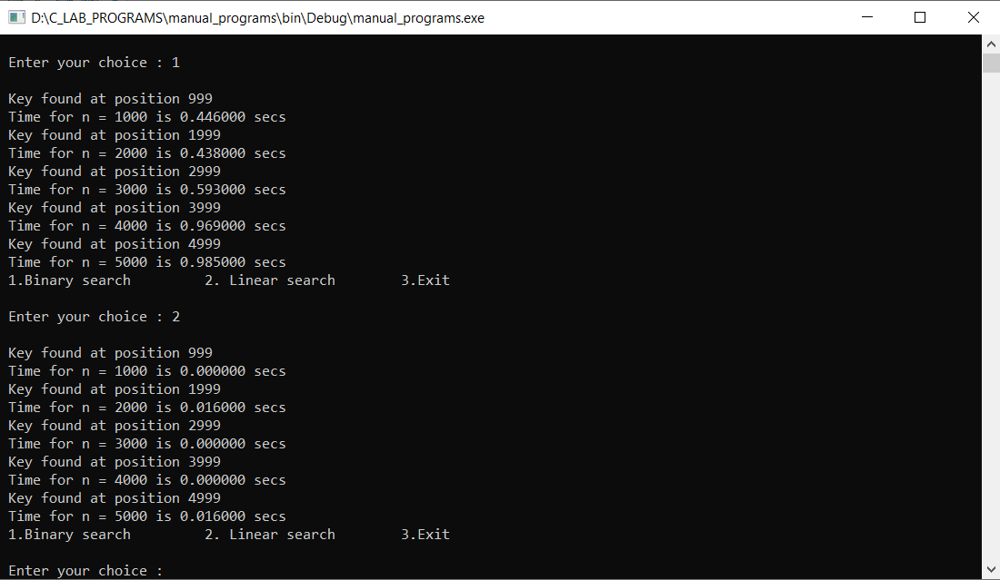 D:\C_LAB_PROGRAMS\manual_programs\bin\Debug\manual_programs.exe
Enter your choice : 1
Key found at position 999
Time for n = 1000 is 0.446000 secs
Key found at position 1999
Time for n = 2000 is 0.438000 secs
Key found at position 2999
Time for n = 3000 is 0.593000 secs
Key found at position 3999
Time for n = 4000 is 0.969000 secs
Key found at position 4999
Time for n = 5000 is 0.985000 secs
1.Binary search         2. Linear search        3.Exit
Enter your choice : 2
Key found at position 999
Time for n = 1000 is 0.000000 secs
Key found at position 1999
Time for n = 2000 is 0.016000 secs
Key found at position 2999
Time for n = 3000 is 0.000000 secs
Key found at position 3999
Time for n = 4000 is 0.000000 secs
Key found at position 4999
Time for n = 5000 is 0.016000 secs
1.Binary search         2. Linear search        3.Exit
Enter your choice :